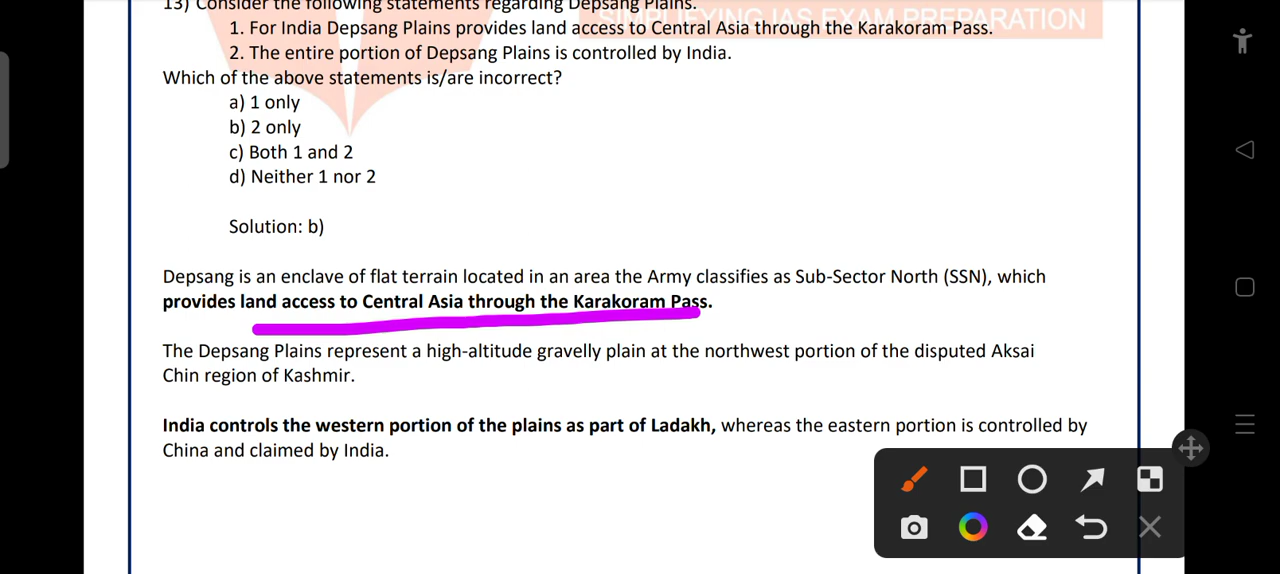 13) Consider the following statements regarding Depsang Plains.
SIMPLIFYING IAS EXAM PREPARATION
1. For India Depsang Plains provides land access to Central Asia through the Karakoram Pass.
2. The entire portion of Depsang Plains is controlled by India.
Which of the above statements is/are incorrect?
a) 1 only
b) 2 only
c) Both 1 and 2
d) Neither 1 nor 2
Solution: b)
Depsang is an enclave of flat terrain located in an area the Army classifies as Sub-Sector North (SSN), which
provides land access to Central Asia through the Karakoram Pass.
The Depsang Plains represent a high-altitude gravelly plain at the northwest portion of the disputed Aksai
Chin region of Kashmir.
India controls the western portion of the plains as part of Ladakh, whereas the eastern portion is controlled by
China and claimed by India.